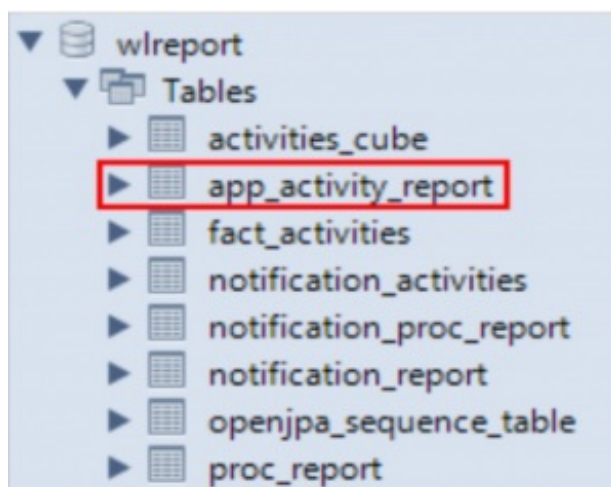 wlreport
Tables
activities_cube
app_activity_report
fact_activities
notification_activities
notification_proc_report
notification_report
openjpa_sequence_table
proc_report